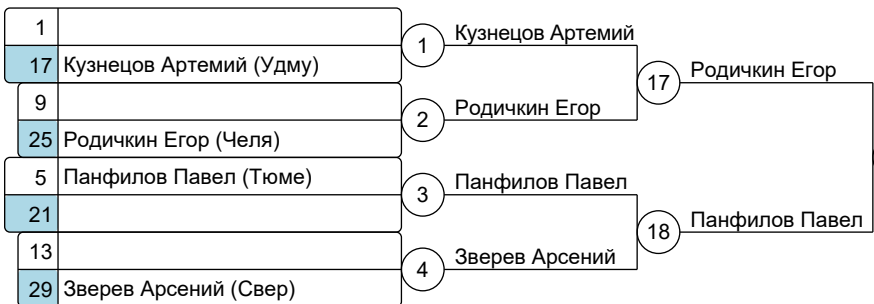 1
17 Кузнецов Артемий (Удму)
1
Кузнецов Артемий
9
25 Родичкин Егор (Челя)
2
Родичкин Егор
17
Родичкин Егор
5 Панфилов Павел (Тюме)
21
3
Панфилов Павел
13
29 Зверев Арсений (Свер)
4
Зверев Арсений
18
Панфилов Павел